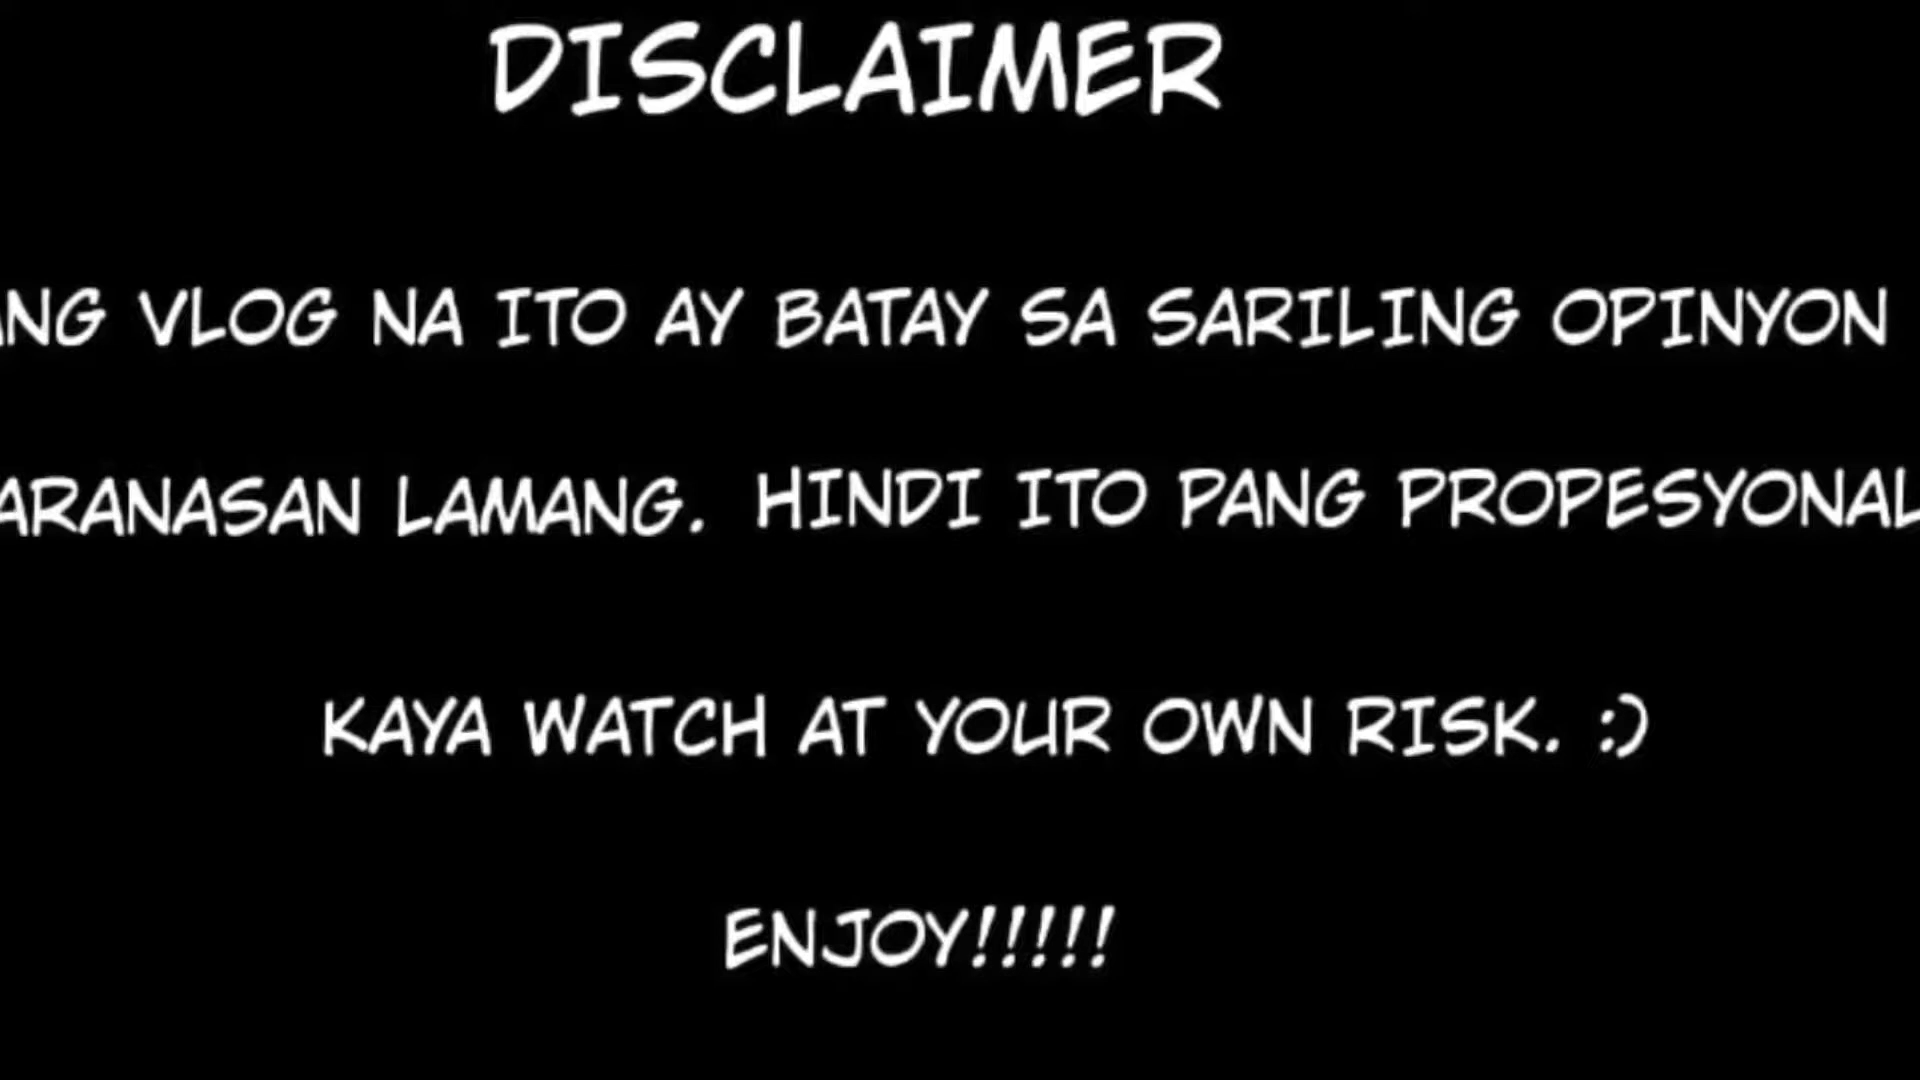 DISCLAIMER
ANG VLOG NA ITO AY BATAY SA SARILING OPINYON
ARANASAN LAMANG. HINDI ITO PANG PROPESYONAL
KAYA WATCH AT YOUR OWN RISK. :)
ENJOY!!!!!